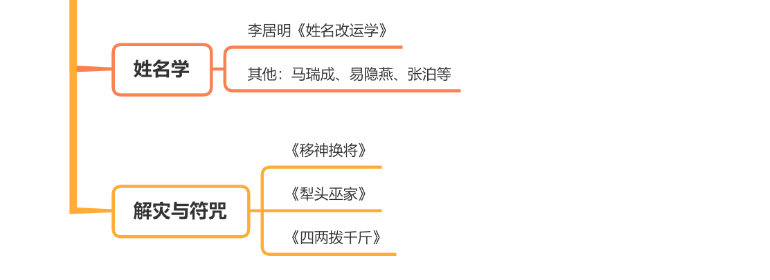 李居明《姓名改运学》
姓名学
其他：马瑞成、易隐燕、张泊等
《移神换将》
《犁头巫家》
解灾与符咒
《四两拨千斤》